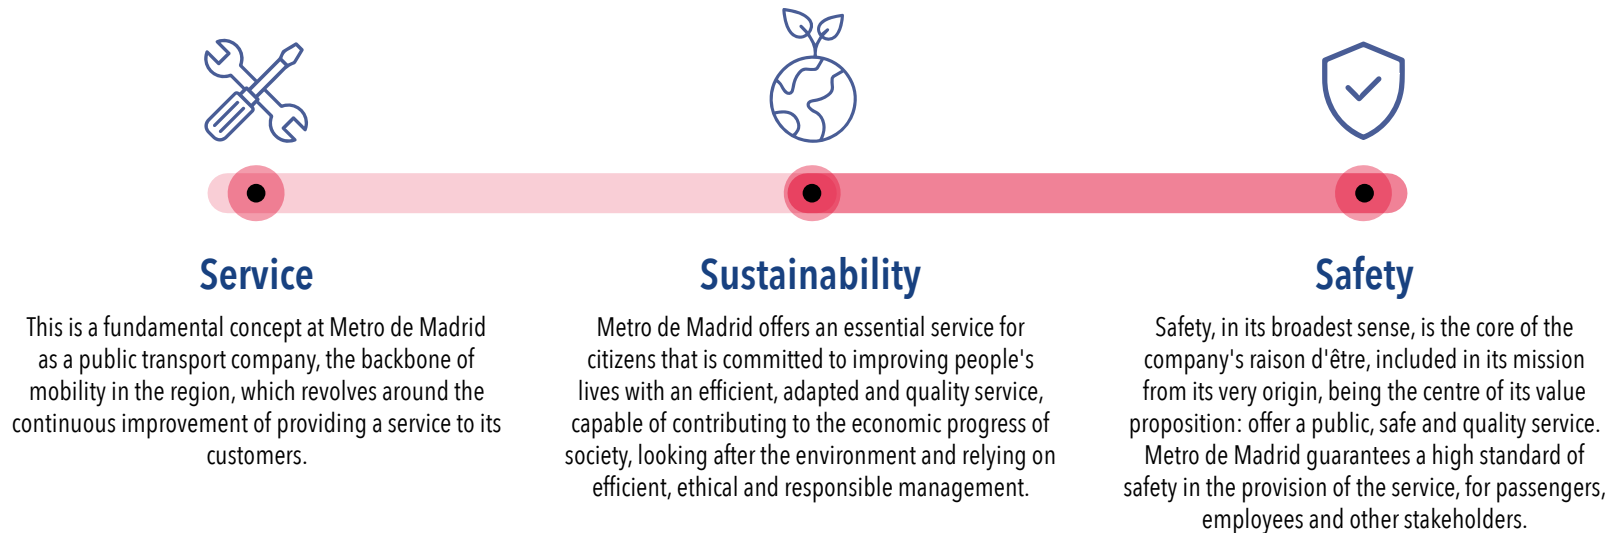 Service
This is a fundamental concept at Metro de Madrid
as a public transport company, the backbone of
mobility in the region, which revolves around the
continuous improvement of providing a service to its
customers.
Sustainability
Metro de Madrid offers an essential service for
citizens that is committed to improving people's
lives with an efficient, adapted and quality service,
capable of contributing to the economic progress of
society, looking after the environment and relying on
efficient, ethical and responsible management.
Safety
Safety, in its broadest sense, is the core of the
company's raison d'être, included in its mission
from its very origin, being the centre of its value
proposition: offer a public, safe and quality service.
Metro de Madrid guarantees a high standard of
safety in the provision of the service, for passengers,
employees and other stakeholders.